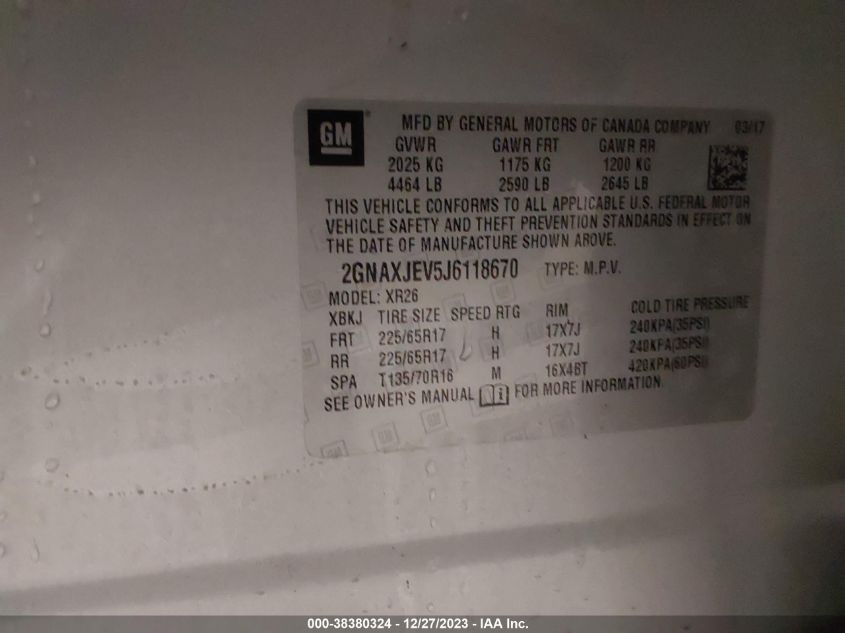 GM®
MFD BY GENERAL MOTORS OF CANADA COMPANY 03/17
GVWR GAWR FRT GAWR RR
2025 KG 1175 KG 1200 KG
4464 LB 2590 LB 2645 LB
THIS VEHICLE CONFORMS TO ALL APPLICABLE U.S. FEDERAL MOTOR
VEHICLE SAFETY AND THEFT PREVENTION STANDARDS IN EFFECT ON
THE DATE OF MANUFACTURE SHOWN ABOVE.
2GNAXJEV5J6118670 TYPE: M.P.V.
MODEL: XR26
XBKJ TIRE SIZE SPEED RTG RIM COLD TIRE PRESSURE
FRT 225/65R17 H 17X7J 240KPA(35PSI)
RR 225/65R17 H 17X7J 240KPA(35PSI)
SPA T135/70R16 M 16X4BT 420KPA(60PSI)
SEE OWNER'S MANUAL FOR MORE INFORMATION
000-38380324 - 12/27/2023 - IAA Inc.